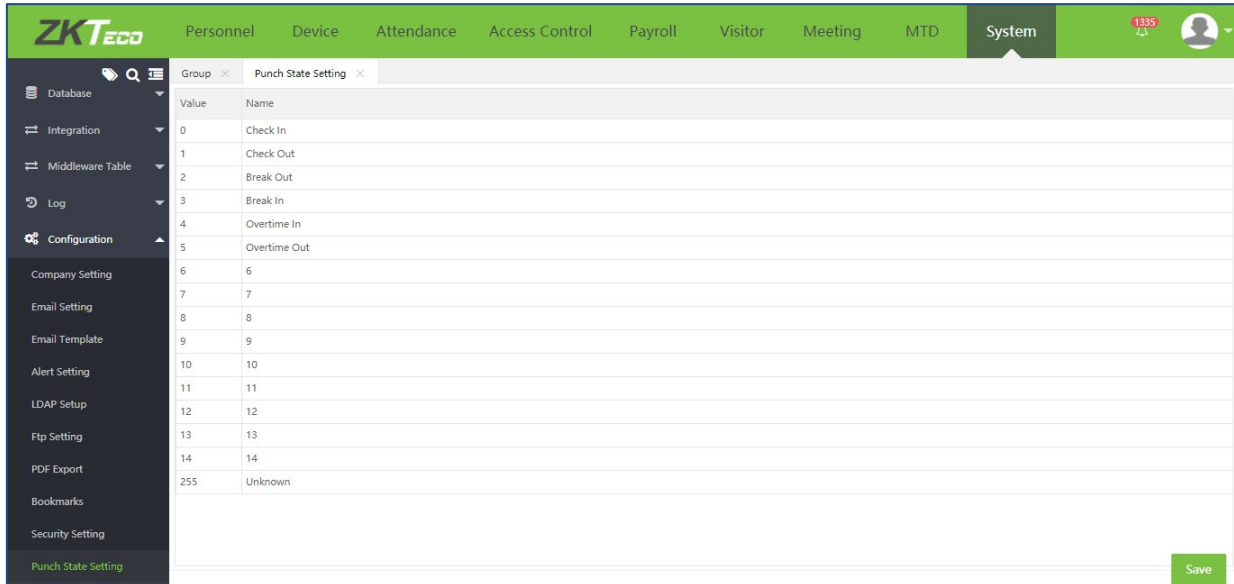 ZKTeco Personnel Device Attendance Access Control Payroll Visitor Meeting MTD System 1335
Group Punch State Setting
Database
Integration
Middleware Table
Log
Configuration
Company Setting
Email Setting
Email Template
Alert Setting
LDAP Setup
Ftp Setting
PDF Export
Bookmarks
Security Setting
Punch State Setting
Value Name
0 Check In
1 Check Out
2 Break Out
3 Break In
4 Overtime In
5 Overtime Out
6 6
7 7
8 8
9 9
10 10
11 11
12 12
13 13
14 14
255 Unknown
Save